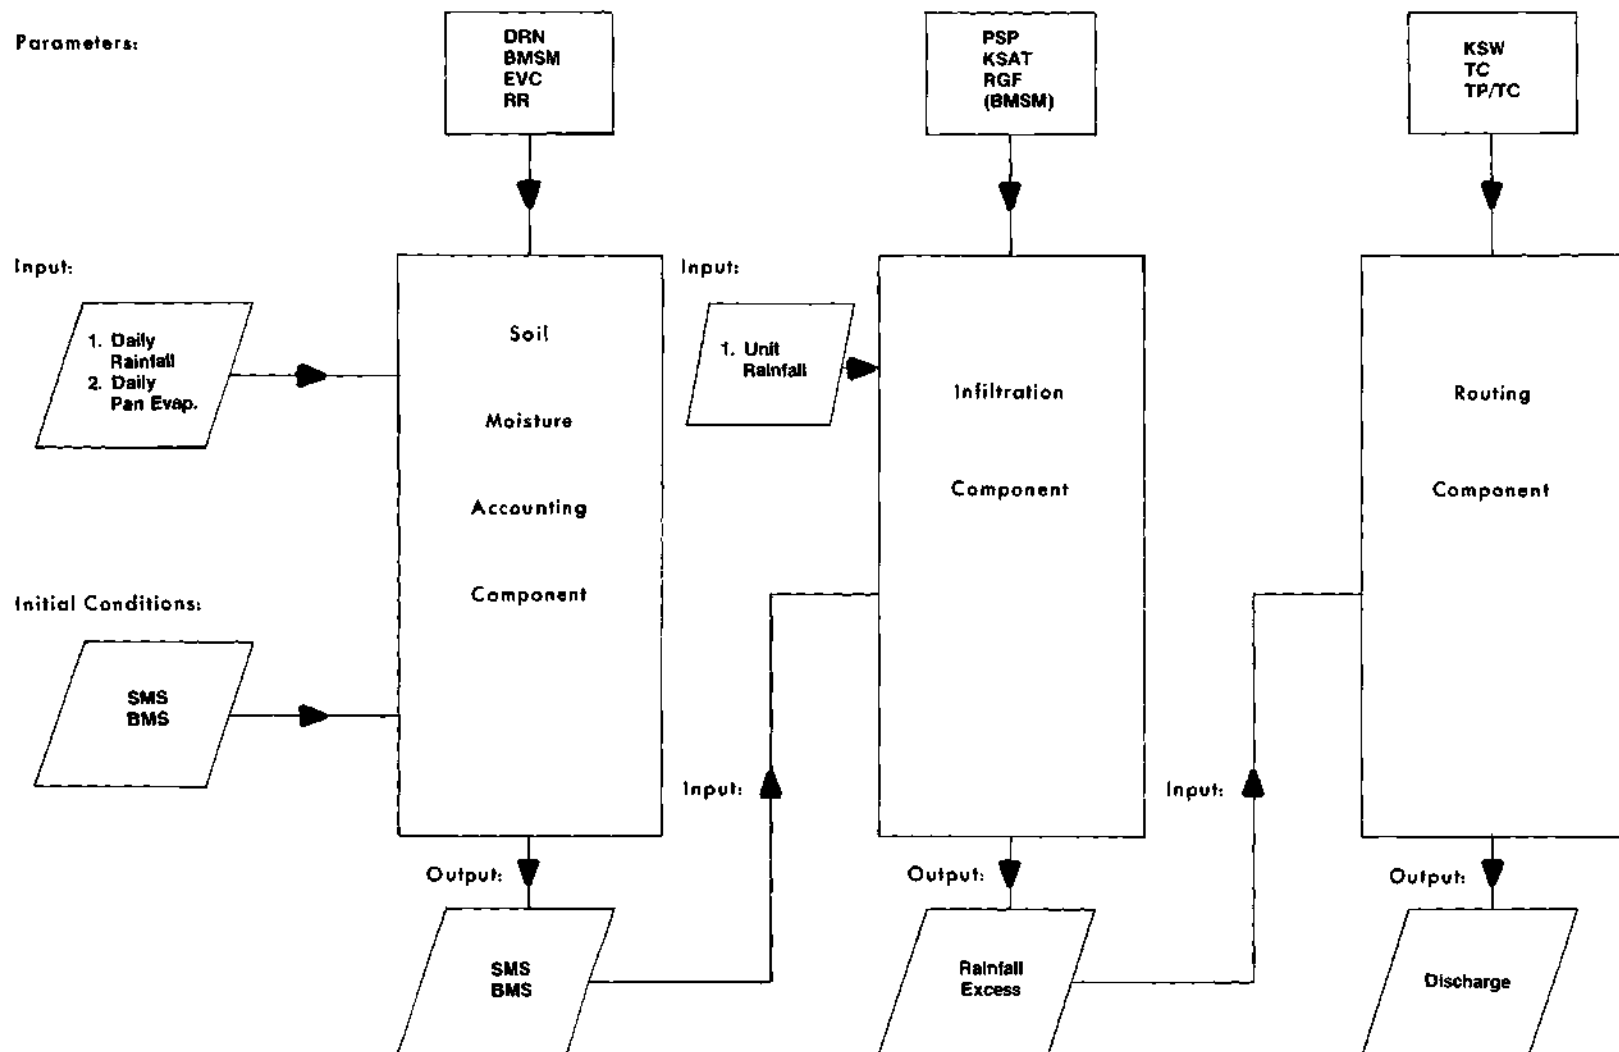 Parameters:
DRN
BMSM
EVC
RR
PSP
KSAT
RGF
(BMSM)
KSW
TC
TP/TC
Input:
1. Daily
Rainfall
2. Daily
Pan Evap.
Soil
Moisture
Accounting
Component
Input:
1. Unit
Rainfall
Infiltration
Component
Routing
Component
Initial Conditions:
SMS
BMS
Input:
Input:
Output:
SMS
BMS
Output:
Rainfall
Excess
Output:
Discharge